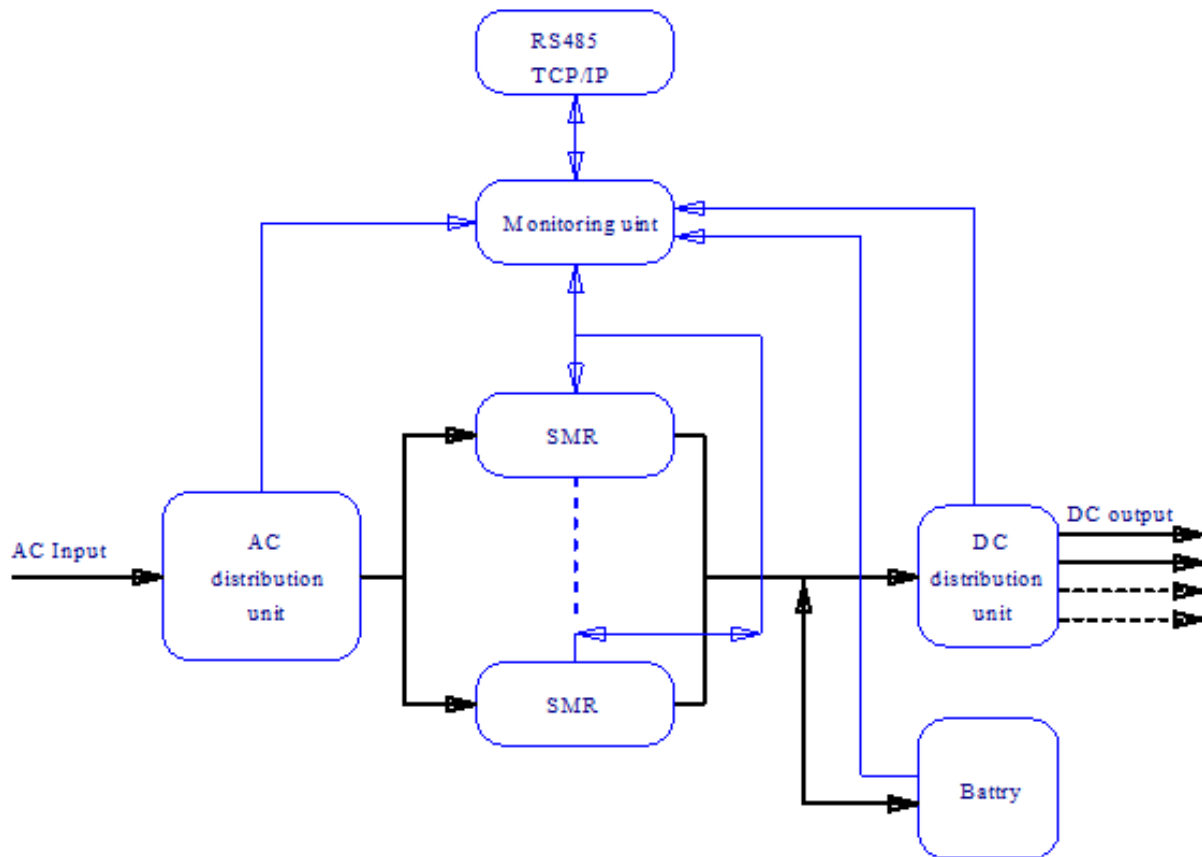 RS485
TCP/IP
Monitoring uint
SMR
AC Input
AC
distribution
unit
DC output
DC
distribution
unit
SMR
Battry